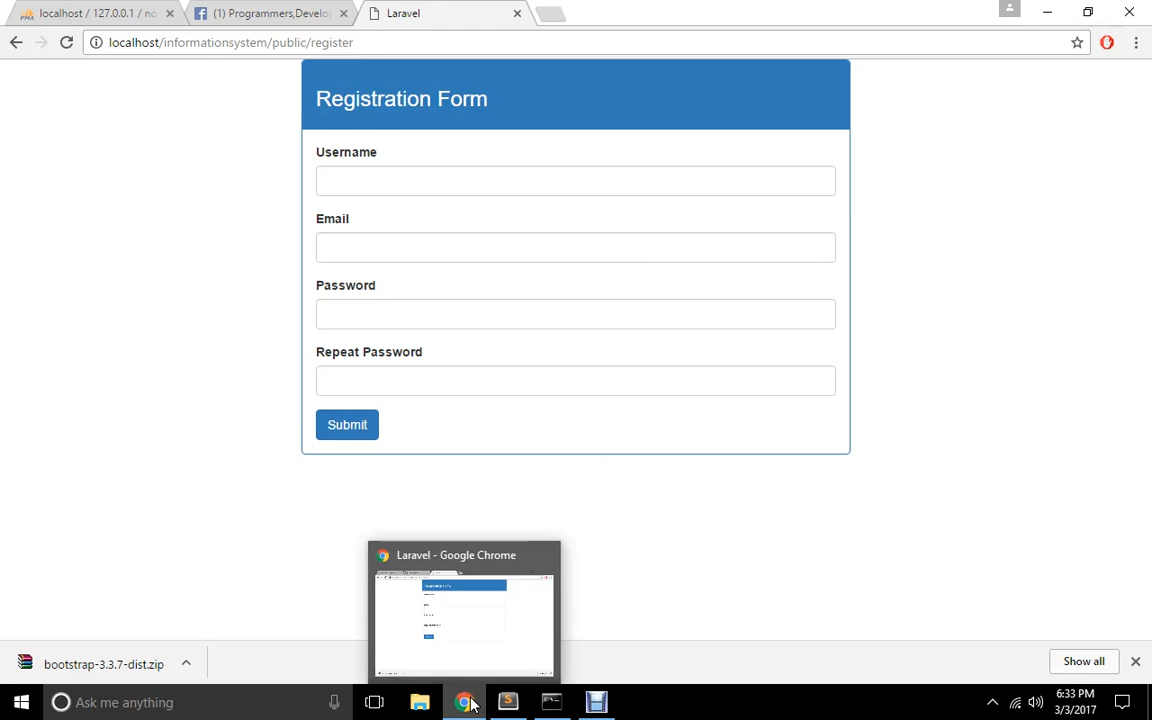 localhost / 127.0.0.1 / no
(1) Programmers,Develo
Laravel
localhost/informationsystem/public/register
Registration Form
Username
Email
Password
Repeat Password
Submit
Laravel - Google Chrome
bootstrap-3.3.7-dist.zip
Show all
Ask me anything
6:33 PM
3/3/2017